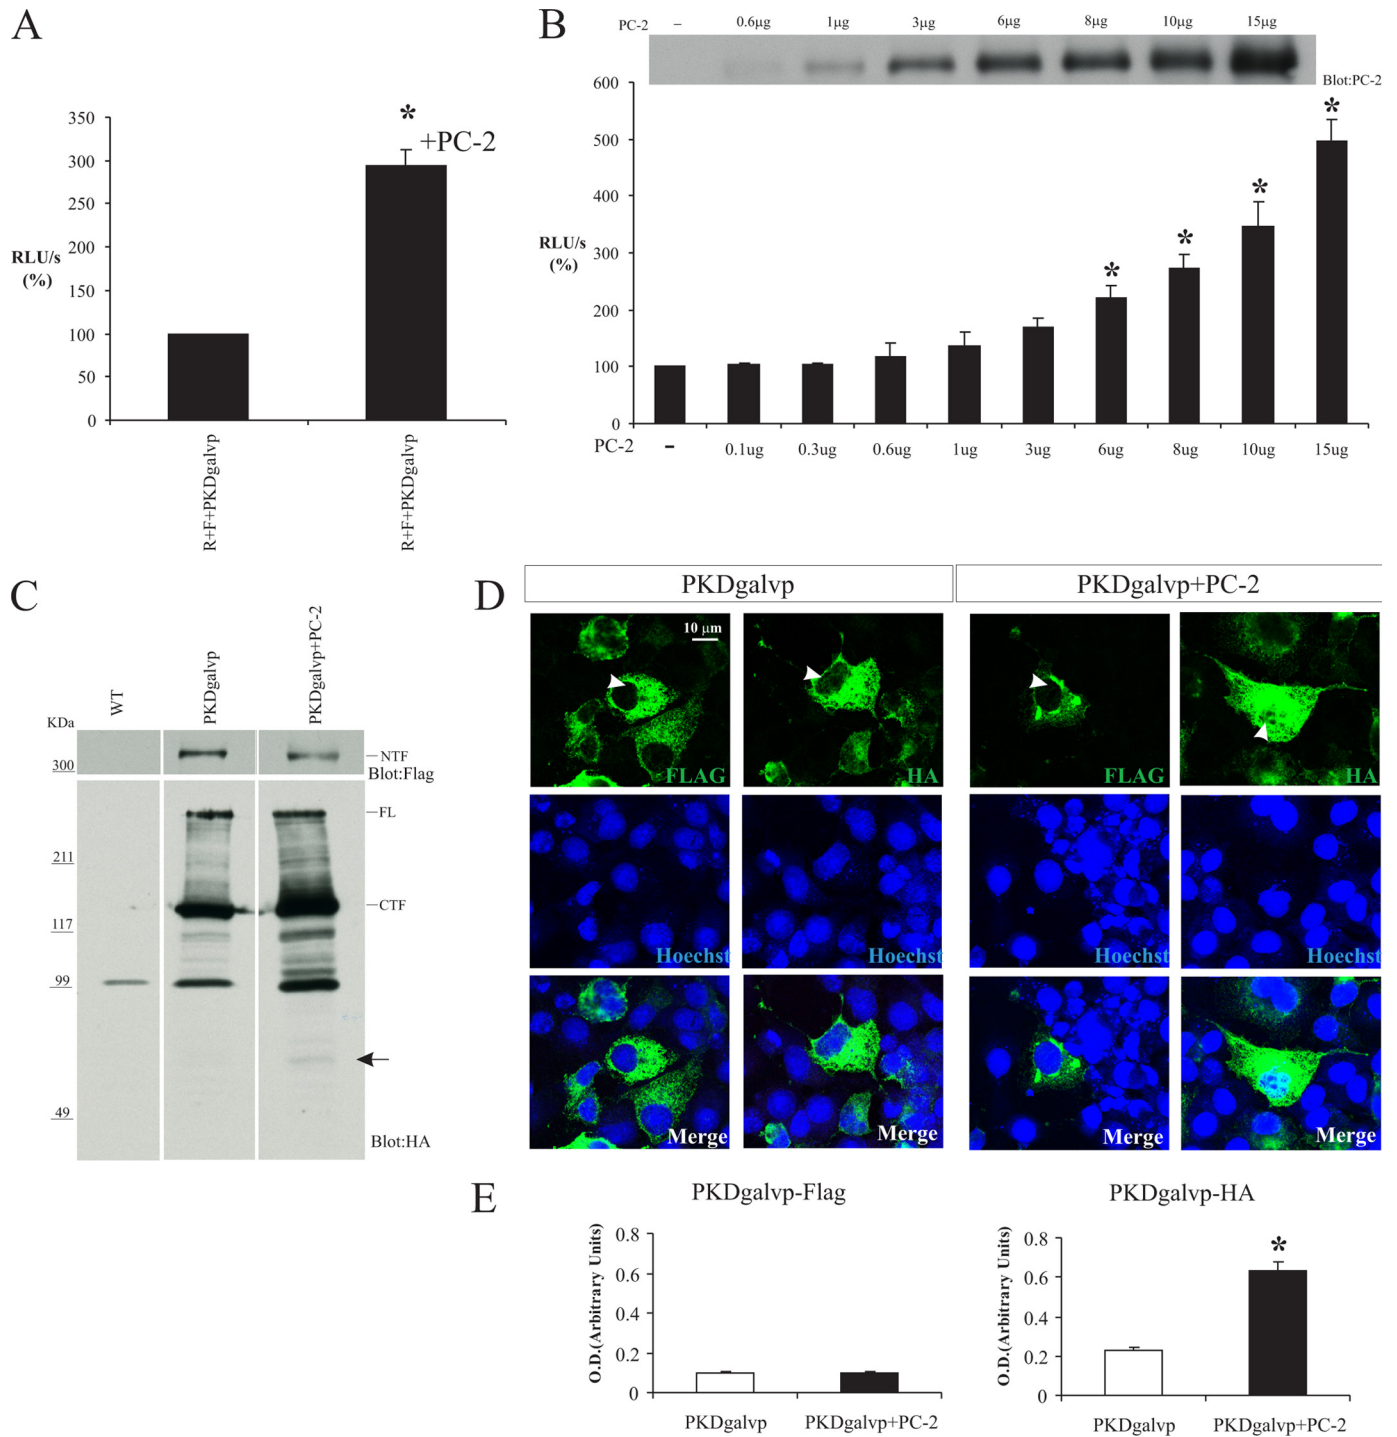 A
350
300
250
200
150
100
50
0
RLU/s
(%)
*
+PC-2
R+F+PKDgalvp
R+F+PKDgalvp
B
PC-2 – 0.6µg 1µg 3µg 6µg 8µg 10µg 15µg
Blot:PC-2
600
500
400
300
200
100
0
RLU/s
(%)
* * * * *
PC-2 - 0.1ug 0.3ug 0.6ug 1ug 3ug 6ug 8ug 10ug 15ug
C
WT
PKDgalvp
PKDgalvp+PC-2
KDa
300
211
117
99
49
NTF
Blot:Flag
FL
CTF
Blot:HA
D
PKDgalvp PKDgalvp+PC-2
10 µm
FLAG HA FLAG HA
Hoechst Hoechst Hoechst Hoechst
Merge Merge Merge Merge
E
PKDgalvp-Flag
O.D.(Arbitrary Units)
0.8
0.6
0.4
0.2
0
PKDgalvp PKDgalvp+PC-2
PKDgalvp-HA
O.D.(Arbitrary Units)
0.8
0.6
0.4
0.2
0
*
PKDgalvp PKDgalvp+PC-2